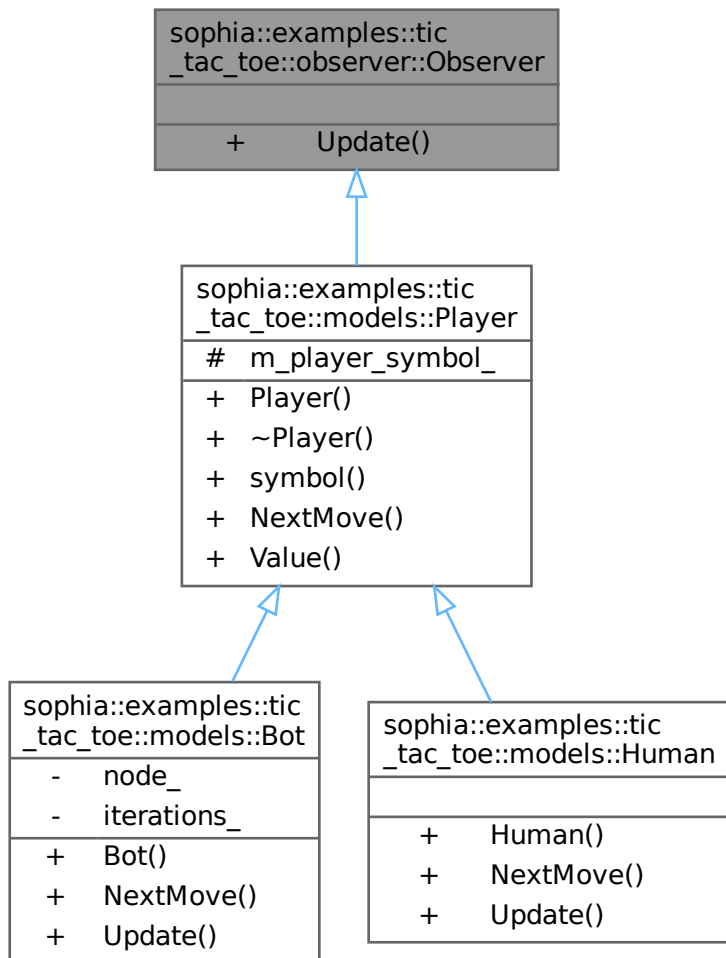 sophia::examples::tic
_tac_toe::observer::Observer
+ Update()
sophia::examples::tic
_tac_toe::models::Player
# m_player_symbol_
+ Player()
+ ~Player()
+ symbol()
+ NextMove()
+ Value()
sophia::examples::tic
_tac_toe::models::Bot
- node_
- iterations_
+ Bot()
+ NextMove()
+ Update()
sophia::examples::tic
_tac_toe::models::Human
+ Human()
+ NextMove()
+ Update()